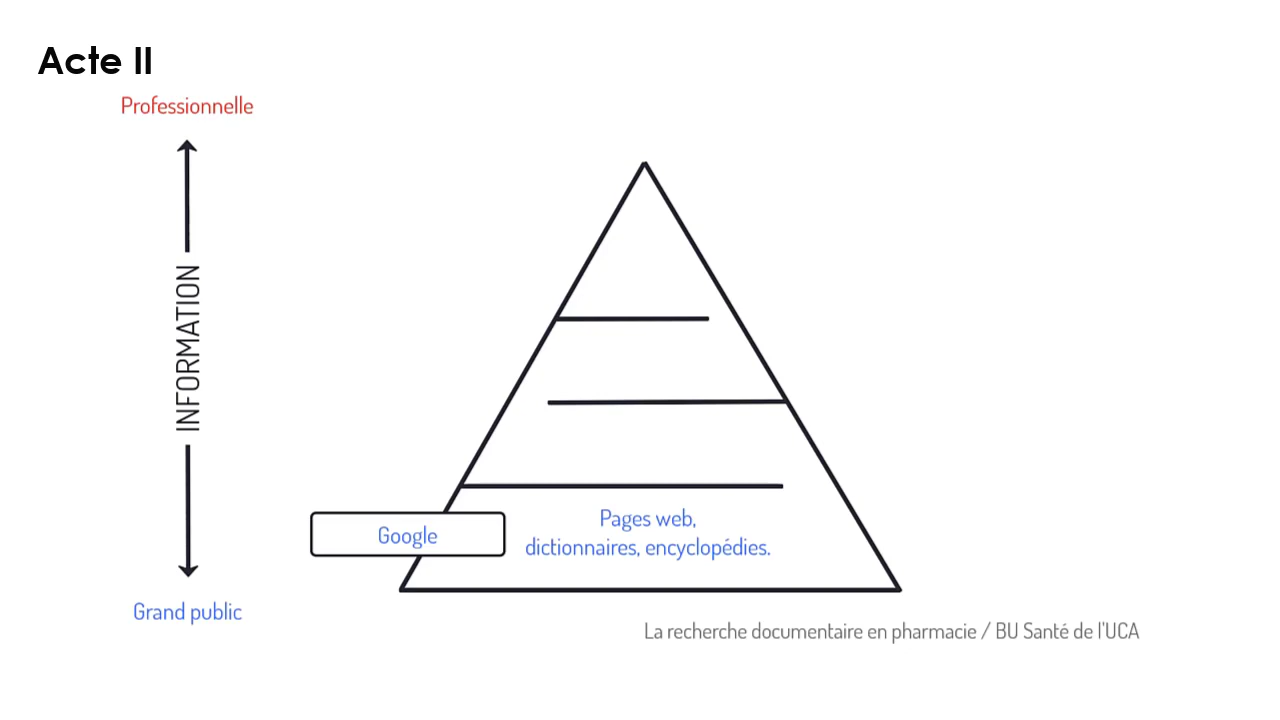 Acte II
Professionnelle
INFORMATION
Google
Pages web,
dictionnaires, encyclopédies.
Grand public
La recherche documentaire en pharmacie / BU Santé de l'UCA